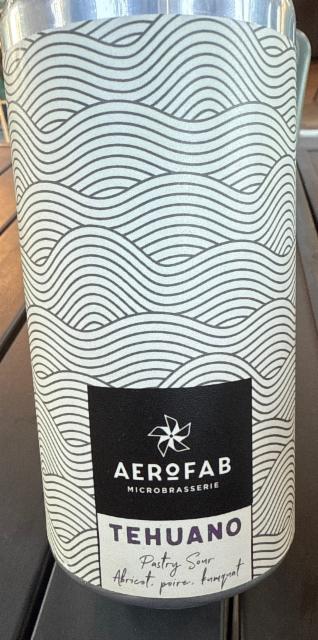 AEROFAB
MICROBRASSERIE
TEHUANO
Pastry Sour
Abricot, poire, kumquat